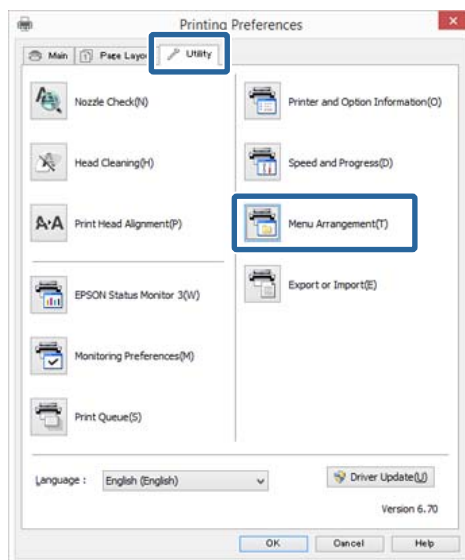 Printing Preferences
Main
Page Layou
Utility
Nozzle Check(N)
Head Cleaning(H)
Print Head Alignment(P)
EPSON Status Monitor 3(W)
Monitoring Preferences(M)
Print Queue(S)
Printer and Option Information(O)
Speed and Progress(D)
Menu Arrangement(T)
Export or Import(E)
Language : English (English)
Driver Update(U)
Version 6.70
OK Cancel Help